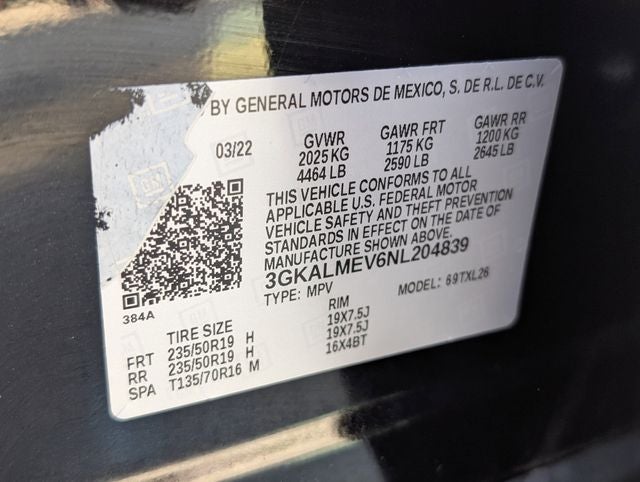 BY GENERAL MOTORS DE MEXICO, S. DE R.L. DE C.V.
03/22
GVWR
2025 KG
4464 LB
GAWR FRT
1175 KG
2590 LB
GAWR RR
1200 KG
2645 LB
THIS VEHICLE CONFORMS TO ALL
APPLICABLE U.S. FEDERAL MOTOR
VEHICLE SAFETY AND THEFT PREVENTION
STANDARDS IN EFFECT ON THE DATE OF
MANUFACTURE SHOWN ABOVE.
3GKALMEV6NL204839
TYPE: MPV
MODEL: 69TXL26
384A
TIRE SIZE
RIM
FRT 235/50R19 H 19X7.5J
RR 235/50R19 H 19X7.5J
SPA T135/70R16 M 16X4BT